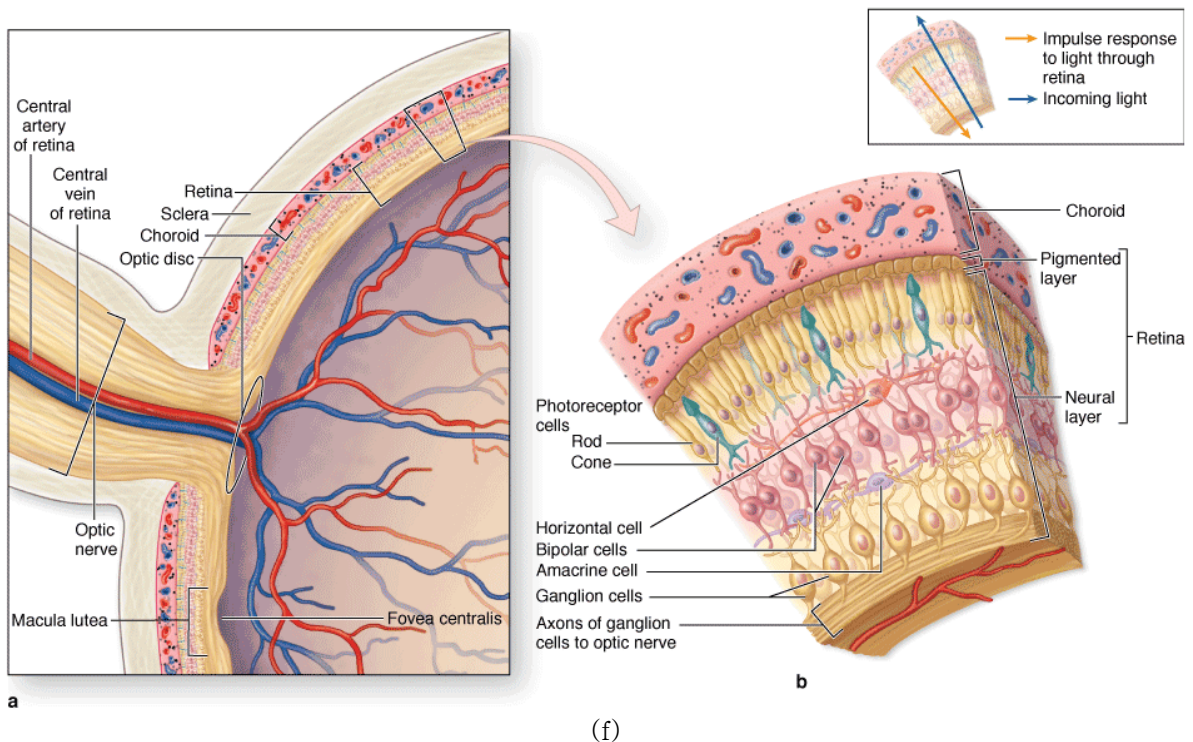 Central
artery
of retina
Central
vein
of retina
Retina
Sclera
Choroid
Optic disc
Optic
nerve
Macula lutea
Fovea centralis
a
Impulse response
to light through
retina
Incoming light
Choroid
Pigmented
layer
Retina
Neural
layer
Photoreceptor
cells
Rod
Cone
Horizontal cell
Bipolar cells
Amacrine cell
Ganglion cells
Axons of ganglion
cells to optic nerve
b
(f)